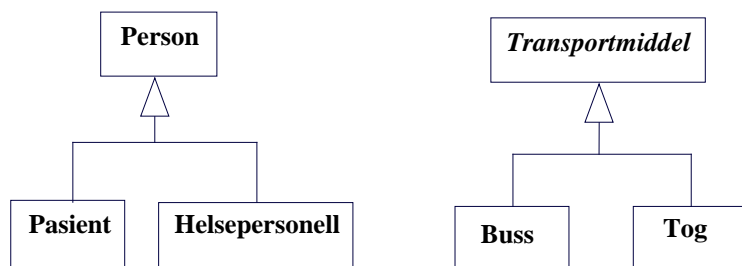 Person
Transportmiddel
Pasient
Helsepersonell
Buss
Tog